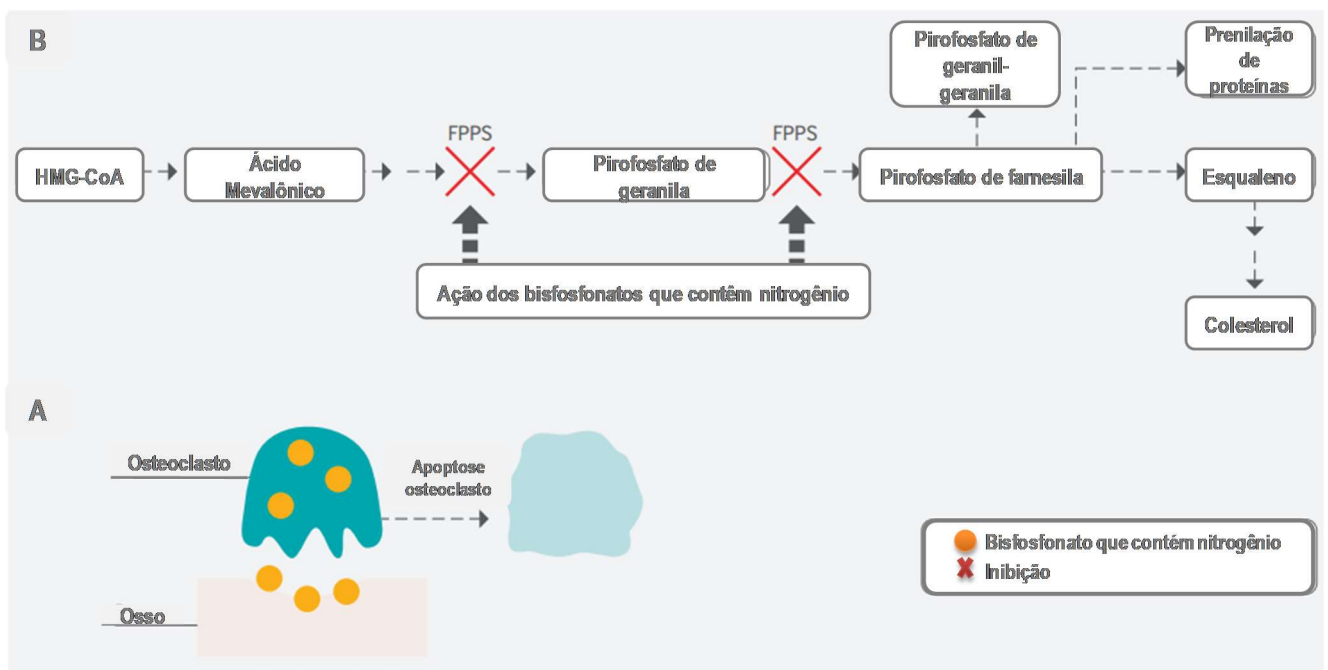 B
Pirofosfato de
geranil-
geranila
Prenilação
de
proteínas
FPPS
FPPS
HMG-CoA
Ácido
Mevalônico
Pirofosfato de
geranila
Pirofosfato de farnesila
Esqualeno
Ação dos bisfosfonatos que contêm nitrogênio
Colesterol
A
Osteoclasto
Apoptose
osteoclasto
Bisfosfonato que contém nitrogênio
Inibição
Osso